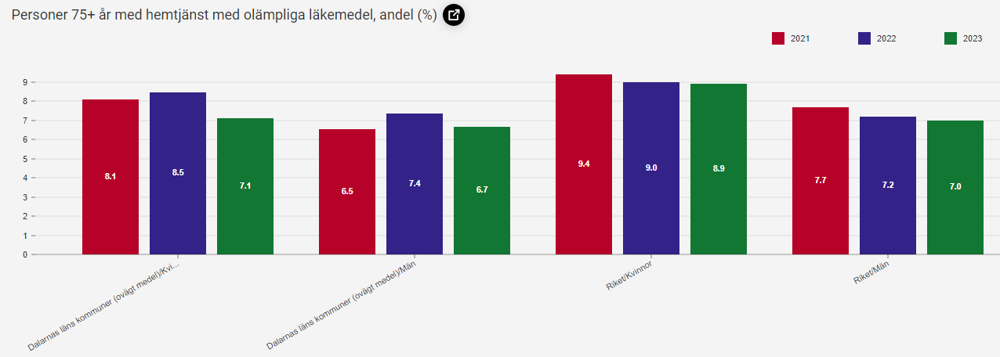 Personer 75+ år med hemtjänst med olämpliga läkemedel, andel (%)
2021 2022 2023
9
8
7
6
5
4
3
2
1
0
8.1 8.5 7.1
6.5 7.4 6.7
9.4 9.0 8.9
7.7 7.2 7.0
Dalarnas läns kommuner (ovägt medel)/Kvi...
Dalarnas läns kommuner (ovägt medel)/Män
Riket/Kvinnor
Riket/Män